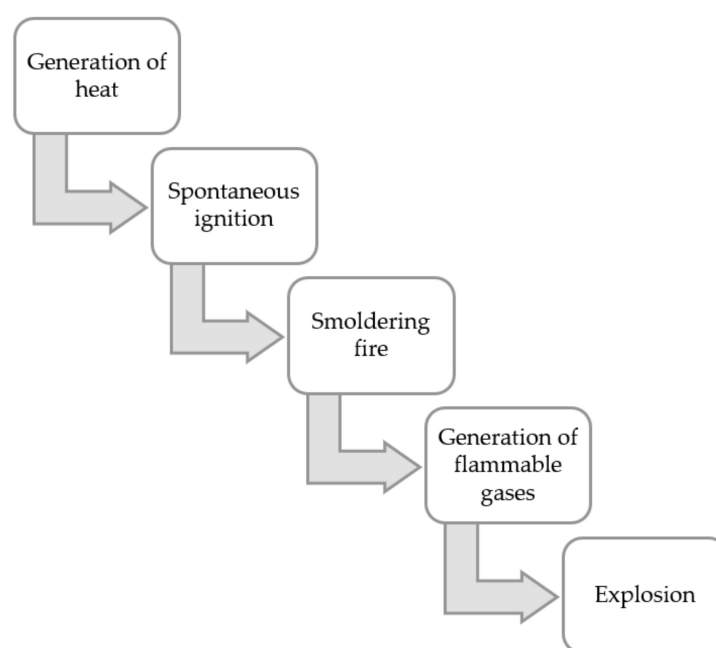 Generation of
heat
Spontaneous
ignition
Smoldering
fire
Generation of
flammable
gases
Explosion